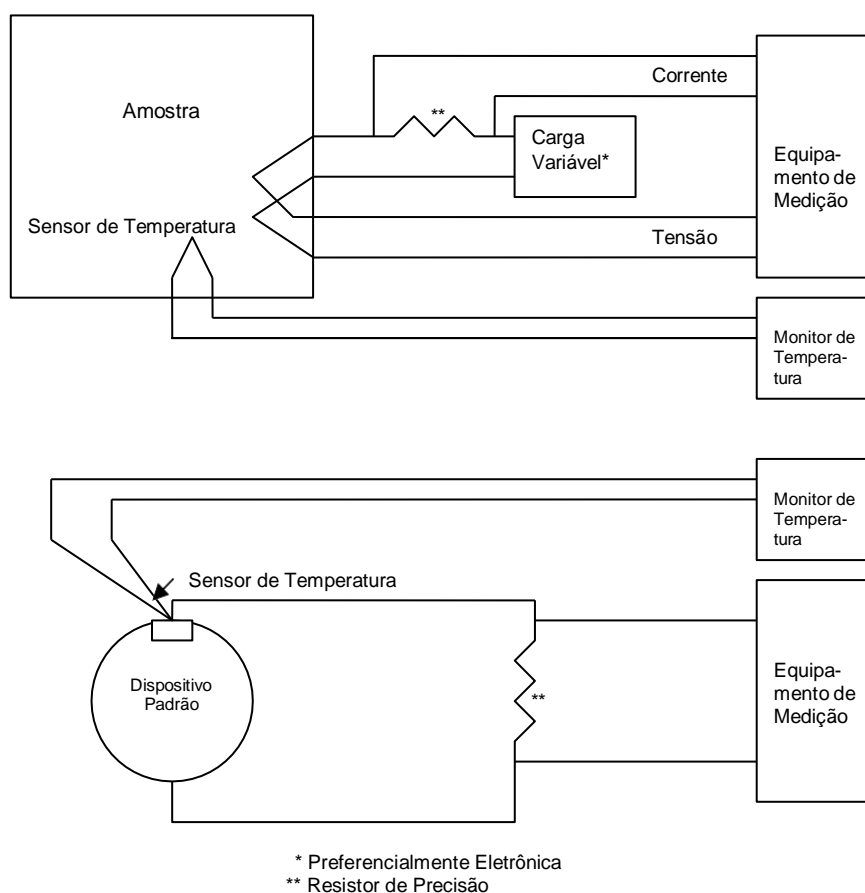 Corrente
Amostra
**
Carga
Variável*
Equipa-
mento de
Medição
Sensor de Temperatura
Tensão
Monitor de
Tempera-
tura
Monitor de
Tempera-
tura
Sensor de Temperatura
Dispositivo
Padrão
**
Equipa-
mento de
Medição
* Preferencialmente Eletrônica
** Resistor de Precisão